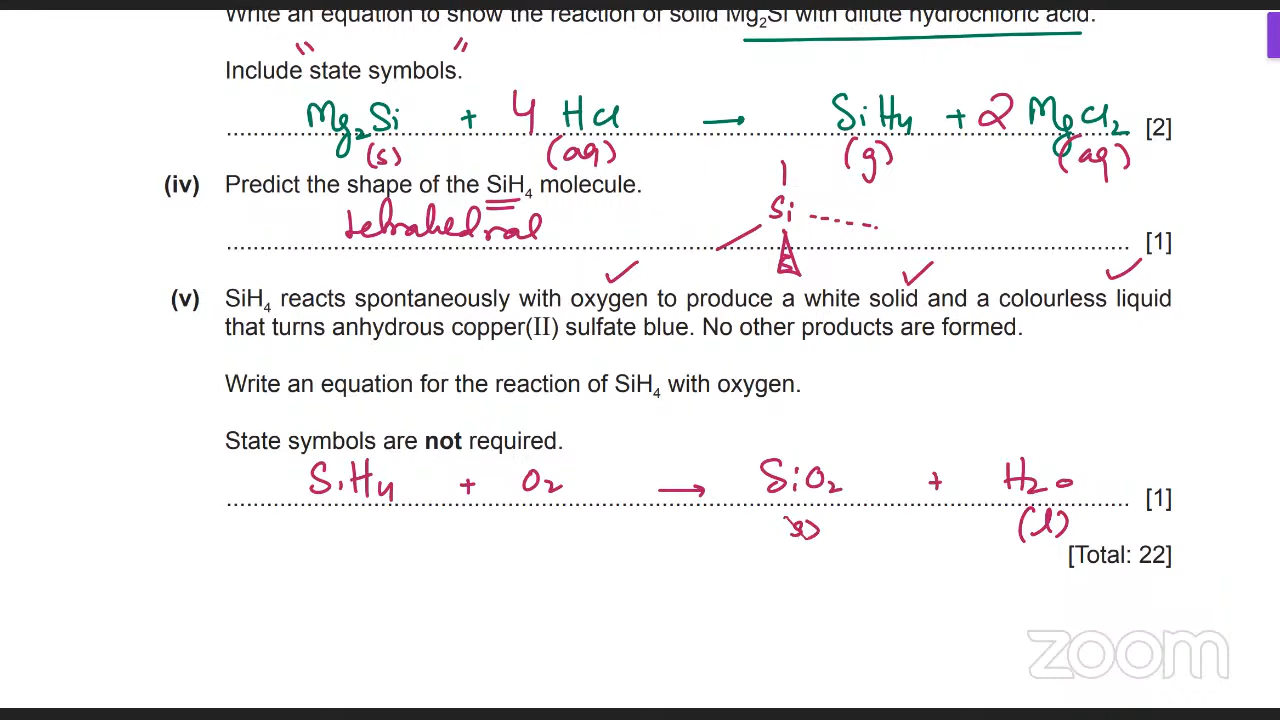 Write an equation to show the reaction of solid Mg₂Si with dilute hydrochloric acid.
" "
Include state symbols.
Mg₂Si + 4 HCl → SiH₄ + 2 MgCl₂ [2]
(s) (aq) (g) (aq)
(iv) Predict the shape of the SiH₄ molecule.
tetrahedral Si [1]
(v) SiH₄ reacts spontaneously with oxygen to produce a white solid and a colourless liquid
that turns anhydrous copper(II) sulfate blue. No other products are formed.
Write an equation for the reaction of SiH₄ with oxygen.
State symbols are not required.
SiH₄ + O₂ → SiO₂ + H₂O [1]
(s) (l)
[Total: 22]
zoom